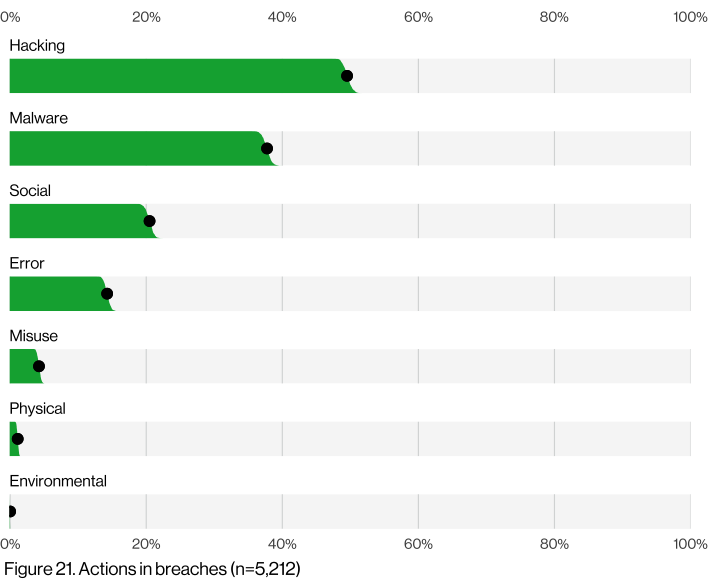 0% 20% 40% 60% 80% 100%
Hacking
Malware
Social
Error
Misuse
Physical
Environmental
0% 20% 40% 60% 80% 100%
Figure 21. Actions in breaches (n=5,212)